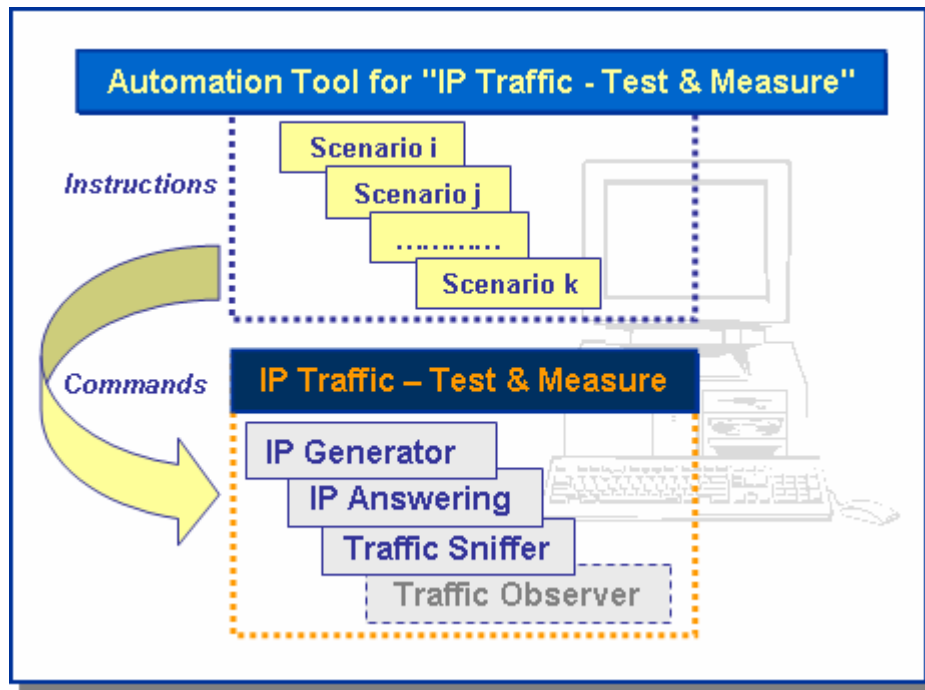 Automation Tool for "IP Traffic - Test & Measure"
Scenario i
Instructions
Scenario j
............
Scenario k
Commands
IP Traffic – Test & Measure
IP Generator
IP Answering
Traffic Sniffer
Traffic Observer